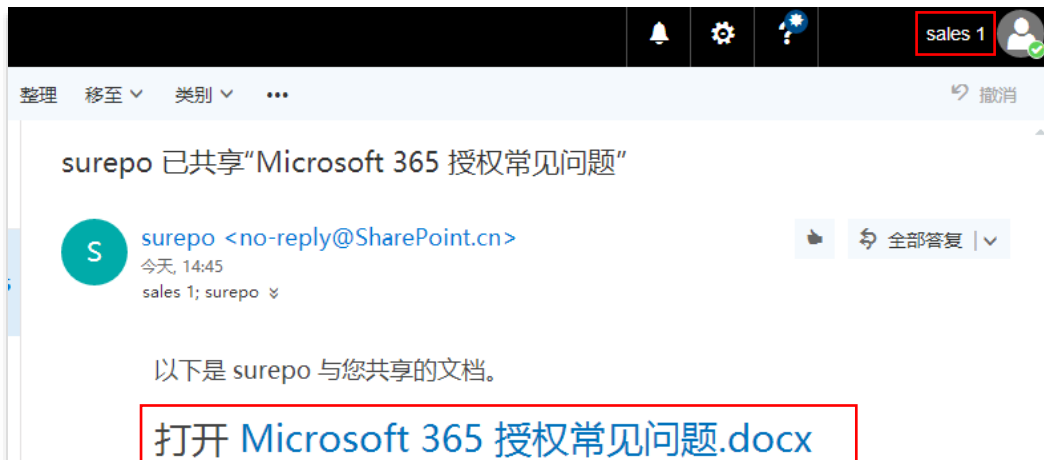 sales 1
整理 移至 类别 ••• 撤消
surepo 已共享“Microsoft 365 授权常见问题”
S
surepo <no-reply@SharePoint.cn>
全部答复
今天, 14:45
sales 1; surepo
以下是 surepo 与您共享的文档。
打开 Microsoft 365 授权常见问题.docx